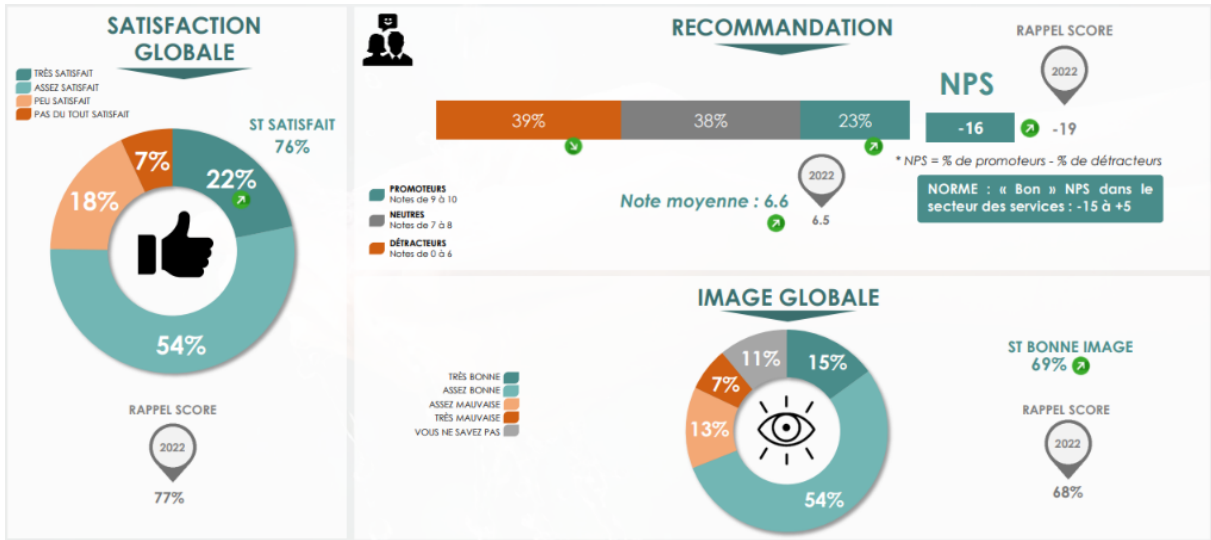 SATISFACTION
GLOBALE
TRÈS SATISFAIT
ASSEZ SATISFAIT
PEU SATISFAIT
PAS DU TOUT SATISFAIT
ST SATISFAIT
76%
7%
22%
18%
54%
RAPPEL SCORE
2022
77%
RECOMMANDATION
RAPPEL SCORE
2022
NPS
39%
38%
23%
-16
-19
* NPS = % de promoteurs - % de détracteurs
PROMOTEURS
Notes de 9 à 10
NEUTRES
Notes de 7 à 8
DÉTRACTEURS
Notes de 0 à 6
Note moyenne : 6.6
2022
6.5
NORME : « Bon » NPS dans le
secteur des services : -15 à +5
IMAGE GLOBALE
TRÈS BONNE
ASSEZ BONNE
ASSEZ MAUVAISE
TRÈS MAUVAISE
VOUS NE SAVEZ PAS
11%
15%
7%
13%
54%
ST BONNE IMAGE
69%
RAPPEL SCORE
2022
68%